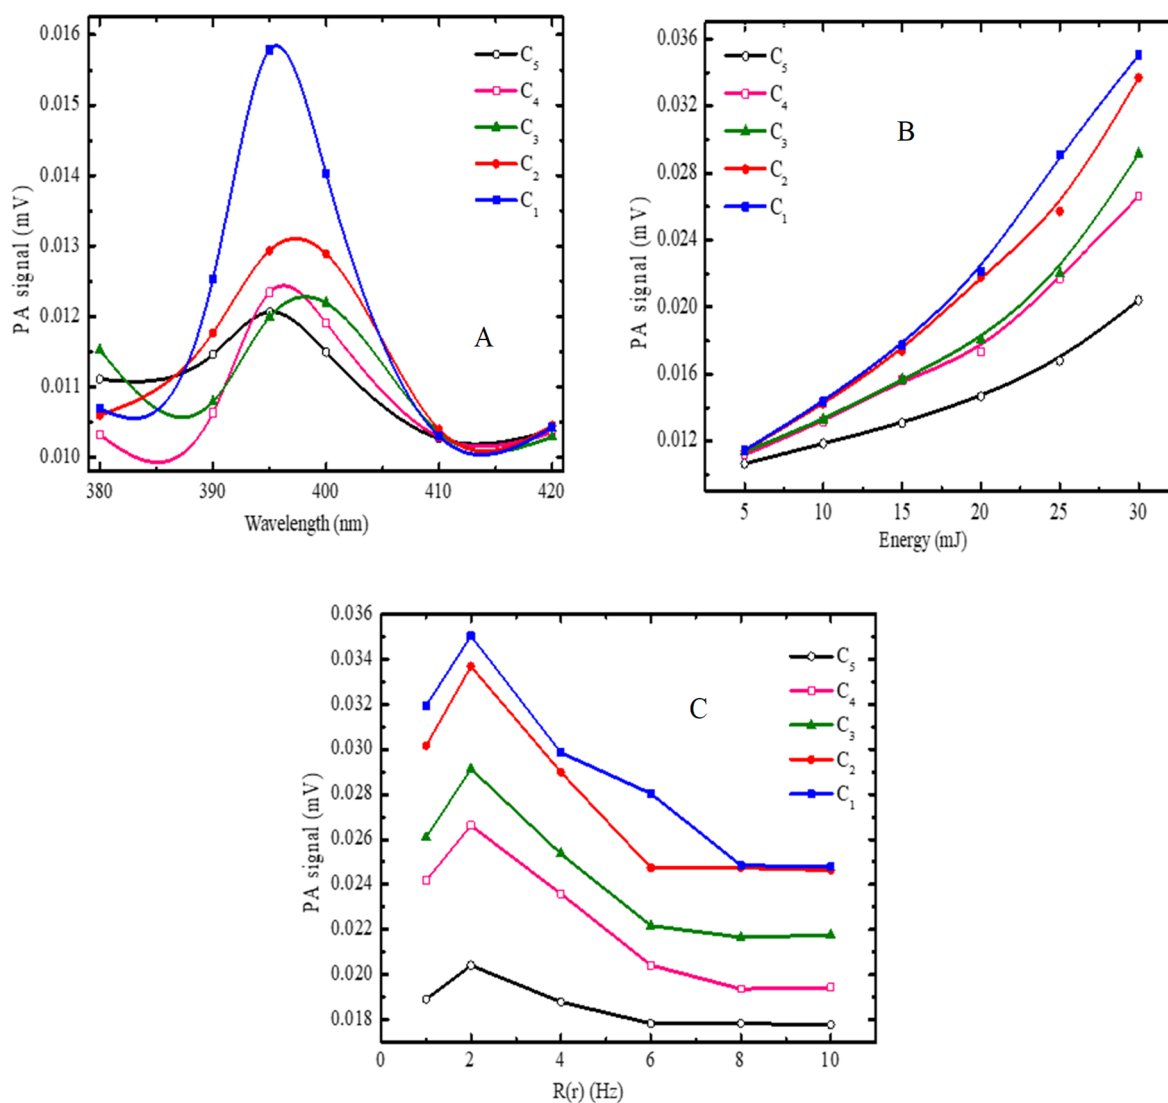 0.016
0.015
0.014
0.013
0.012
0.011
0.010
PA signal (mV)
C5
C4
C3
C2
C1
A
380 390 400 410 420
Wavelength (nm)
0.036
0.032
0.028
0.024
0.020
0.016
0.012
PA signal (mV)
C5
C4
C3
C2
C1
B
5 10 15 20 25 30
Energy (mJ)
0.036
0.034
0.032
0.030
0.028
0.026
0.024
0.022
0.020
0.018
PA signal (mV)
C5
C4
C3
C2
C1
C
0 2 4 6 8 10
R(r) (Hz)